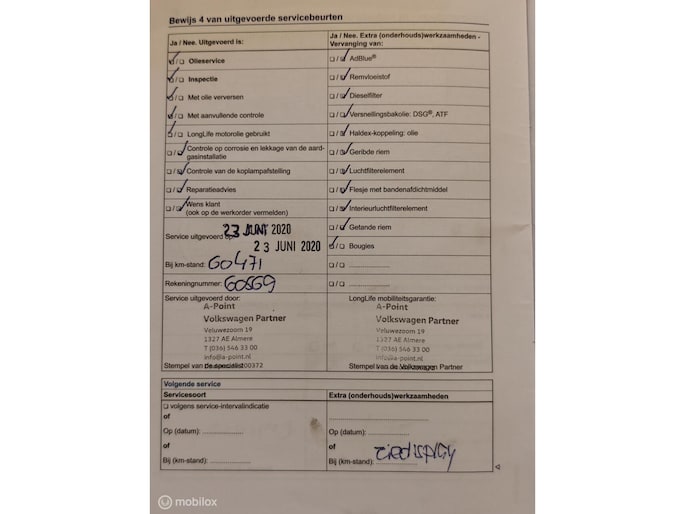 Bewijs 4 van uitgevoerde servicebeurten
Ja / Nee. Uitgevoerd is:
Olieservice
Inspectie
Met olie verversen
Met aanvullende controle
LongLife motorolie gebruikt
Controle op corrosie en lekkage van de aard-
gasinstallatie
Controle van de koplampafstelling
Reparatieadvies
Wens klant
(ook op de werkorder vermelden)
23 JUNI 2020
Service uitgevoerd op:
23 JUNI 2020
Bij km-stand: 60471
Rekeningnummer:
Service uitgevoerd door:
A-Point
Volkswagen Partner
Veluwezoom 19
1327 AE Almere
T (036) 546 33 00
info@a-point.nl
Stempel van de specialist 00372
Ja / Nee. Extra (onderhouds)werkzaamheden -
Vervanging van:
AdBlue®
Remvloeistof
Dieselfilter
Versnellingsbakolie: DSG®, ATF
Haldex-koppeling: olie
Geribde riem
Luchtfilterelement
Flesje met bandenafdichtmiddel
Interieurluchtfilterelement
Getande riem
Bougies
LongLife mobiliteitsgarantie:
A-Point
Volkswagen Partner
Veluwezoom 19
1327 AE Almere
T (036) 546 33 00
info@a-point.nl
Stempel van de Volkswagen Partner
Volgende service
Servicesoort
volgens service-intervalindicatie
of
Op (datum):
of
Bij (km-stand):
Extra (onderhouds)werkzaamheden
of
Op (datum):
of
Bij (km-stand): zie display
mobilox